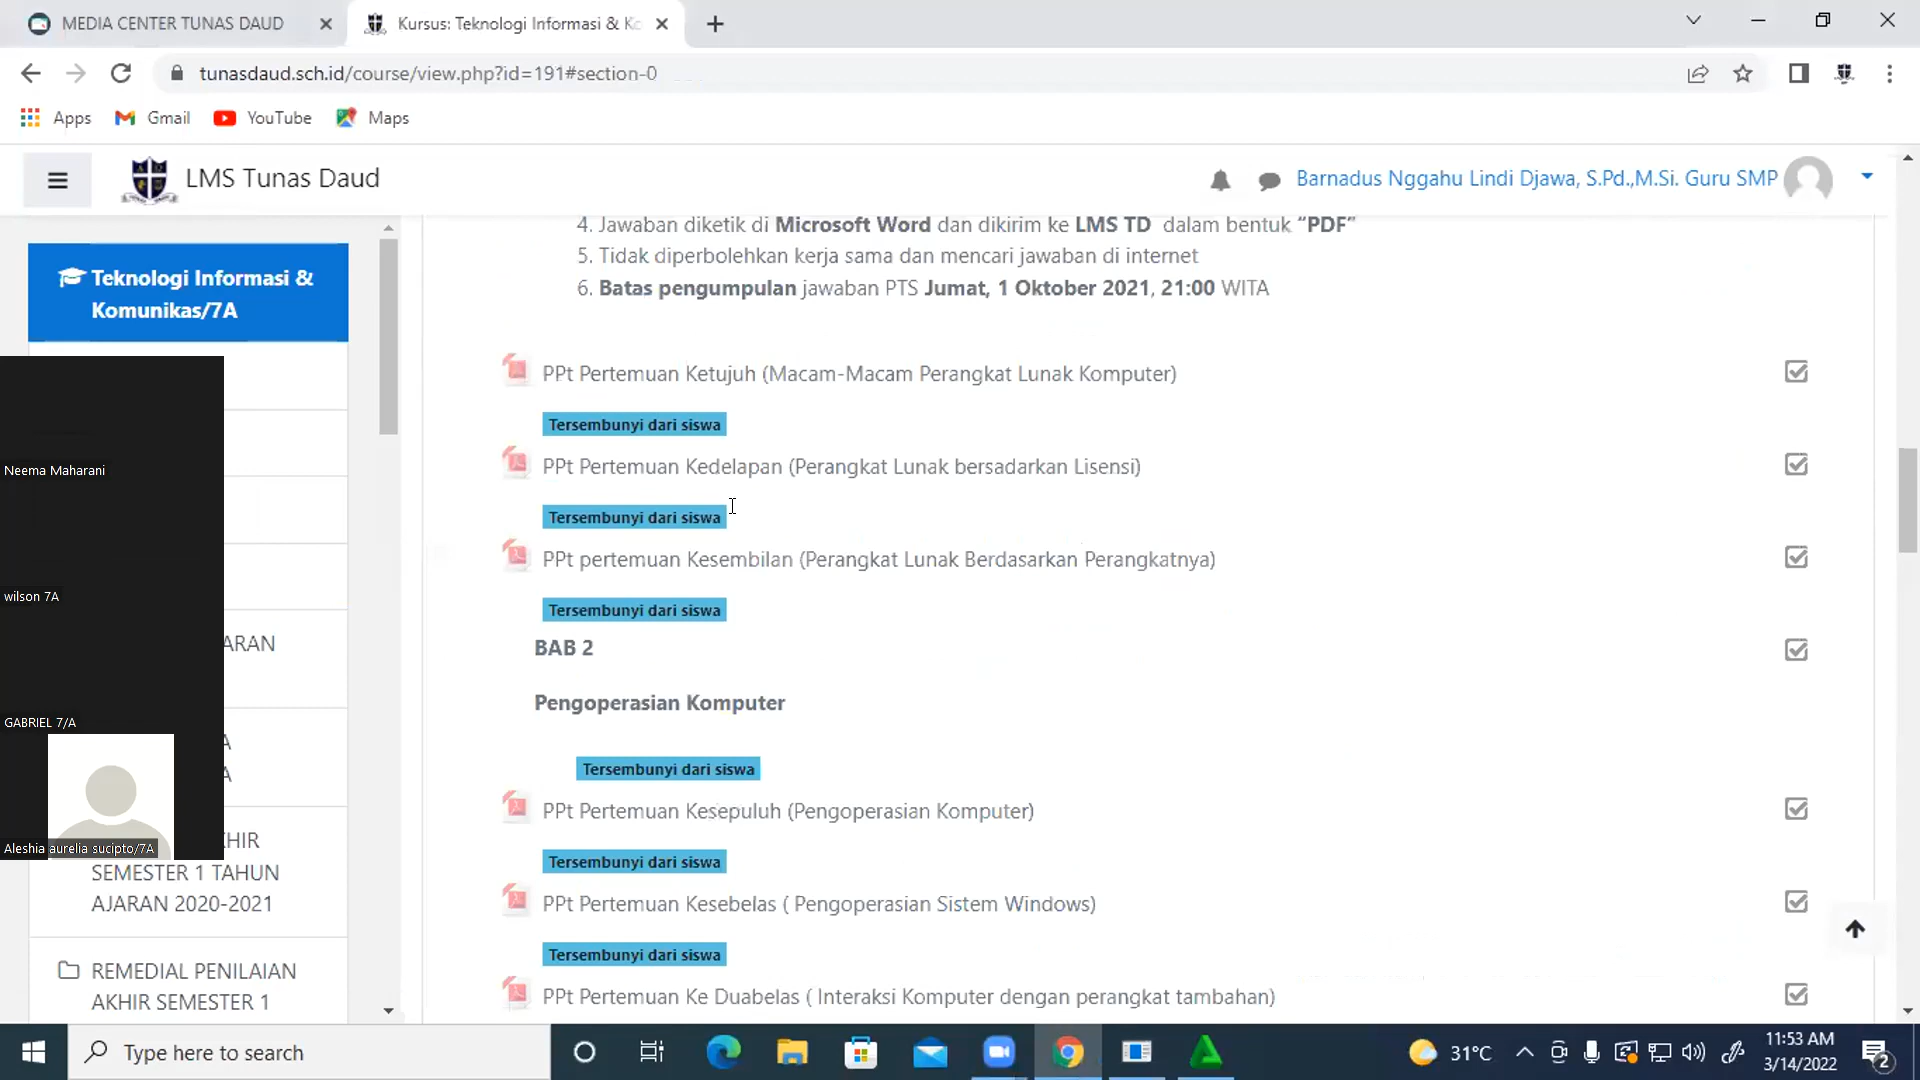 MEDIA CENTER TUNAS DAUD
Kursus: Teknologi Informasi & Ko
tunasdaud.sch.id/course/view.php?id=191#section-0
Apps Gmail YouTube Maps
LMS Tunas Daud
Barnadus Nggahu Lindi Djawa, S.Pd.,M.Si. Guru SMP
4. Jawaban diketik di Microsoft Word dan dikirim ke LMS TD dalam bentuk “PDF”
5. Tidak diperbolehkan kerja sama dan mencari jawaban di internet
6. Batas pengumpulan jawaban PTS Jumat, 1 Oktober 2021, 21:00 WITA
Teknologi Informasi &
Komunikas/7A
Neema Maharani
wilson 7A
ARAN
GABRIEL 7/A
A
A
Aleshia aurelia sucipto/7A
KHIR
SEMESTER 1 TAHUN
AJARAN 2020-2021
REMEDIAL PENILAIAN
AKHIR SEMESTER 1
PPt Pertemuan Ketujuh (Macam-Macam Perangkat Lunak Komputer)
Tersembunyi dari siswa
PPt Pertemuan Kedelapan (Perangkat Lunak bersadarkan Lisensi)
Tersembunyi dari siswa
PPt pertemuan Kesembilan (Perangkat Lunak Berdasarkan Perangkatnya)
Tersembunyi dari siswa
BAB 2
Pengoperasian Komputer
Tersembunyi dari siswa
PPt Pertemuan Kesepuluh (Pengoperasian Komputer)
Tersembunyi dari siswa
PPt Pertemuan Kesebelas ( Pengoperasian Sistem Windows)
Tersembunyi dari siswa
PPt Pertemuan Ke Duabelas ( Interaksi Komputer dengan perangkat tambahan)
Type here to search
31°C
11:53 AM
3/14/2022
2